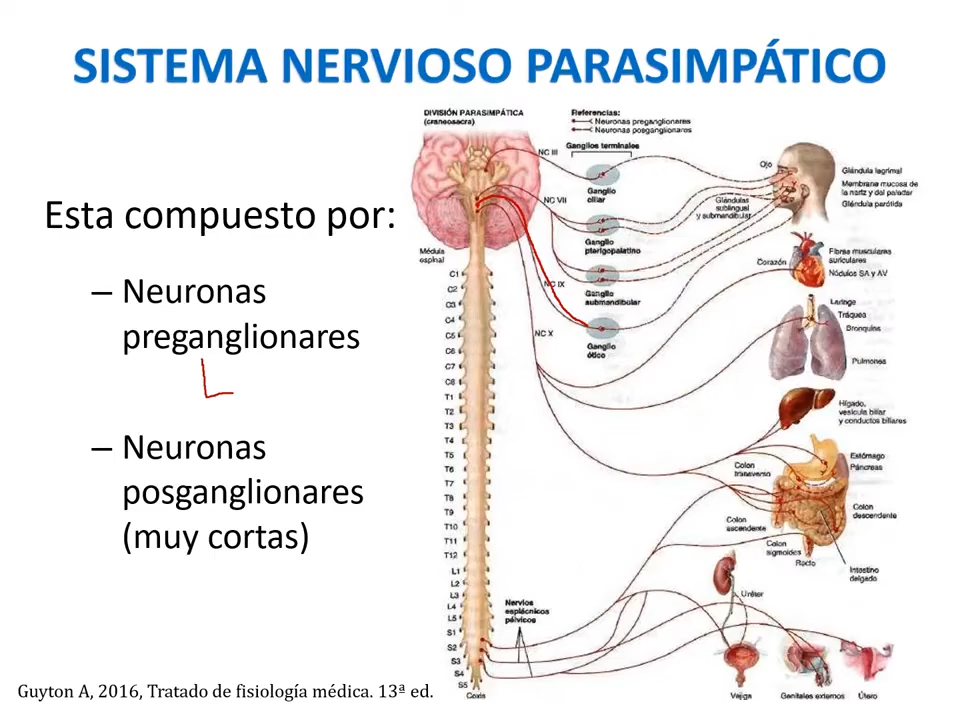 SISTEMA NERVIOSO PARASIMPÁTICO
Esta compuesto por:
– Neuronas
preganglionares
– Neuronas
posganglionares
(muy cortas)
Guyton A, 2016, Tratado de fisiología médica. 13ª ed.
DIVISIÓN PARASIMPÁTICA
(craneosacra)
Referencias:
Neuronas preganglionares
Neuronas posganglionares
Ganglios terminales
NC III
Ganglio
ciliar
NC VII
Ganglio
pterigopalatino
NC IX
Ganglio
submandibular
NC X
Ganglio
ótico
Ojo
Glándulas
sublingual
y submandibular
Glándula lagrimal
Membrana mucosa de
la nariz y del paladar
Glándula parótida
Médula
espinal
C1
C2
C3
C4
C5
C6
C7
C8
T1
T2
T3
T4
T5
T6
T7
T8
T9
T10
T11
T12
L1
L2
L3
L4
L5
S1
S2
S3
S4
S5
Coxis
Corazón
Fibras musculares
auriculares
Nódulos SA y AV
Laringe
Tráquea
Bronquios
Pulmones
Hígado,
vesícula biliar
y conductos biliares
Estómago
Páncreas
Colon
transverso
Colon
descendente
Colon
ascendente
Colon
sigmoides
Recto
Intestino
delgado
Uréter
Nervios
esplácnicos
pélvicos
Vejiga
Genitales externos
Útero